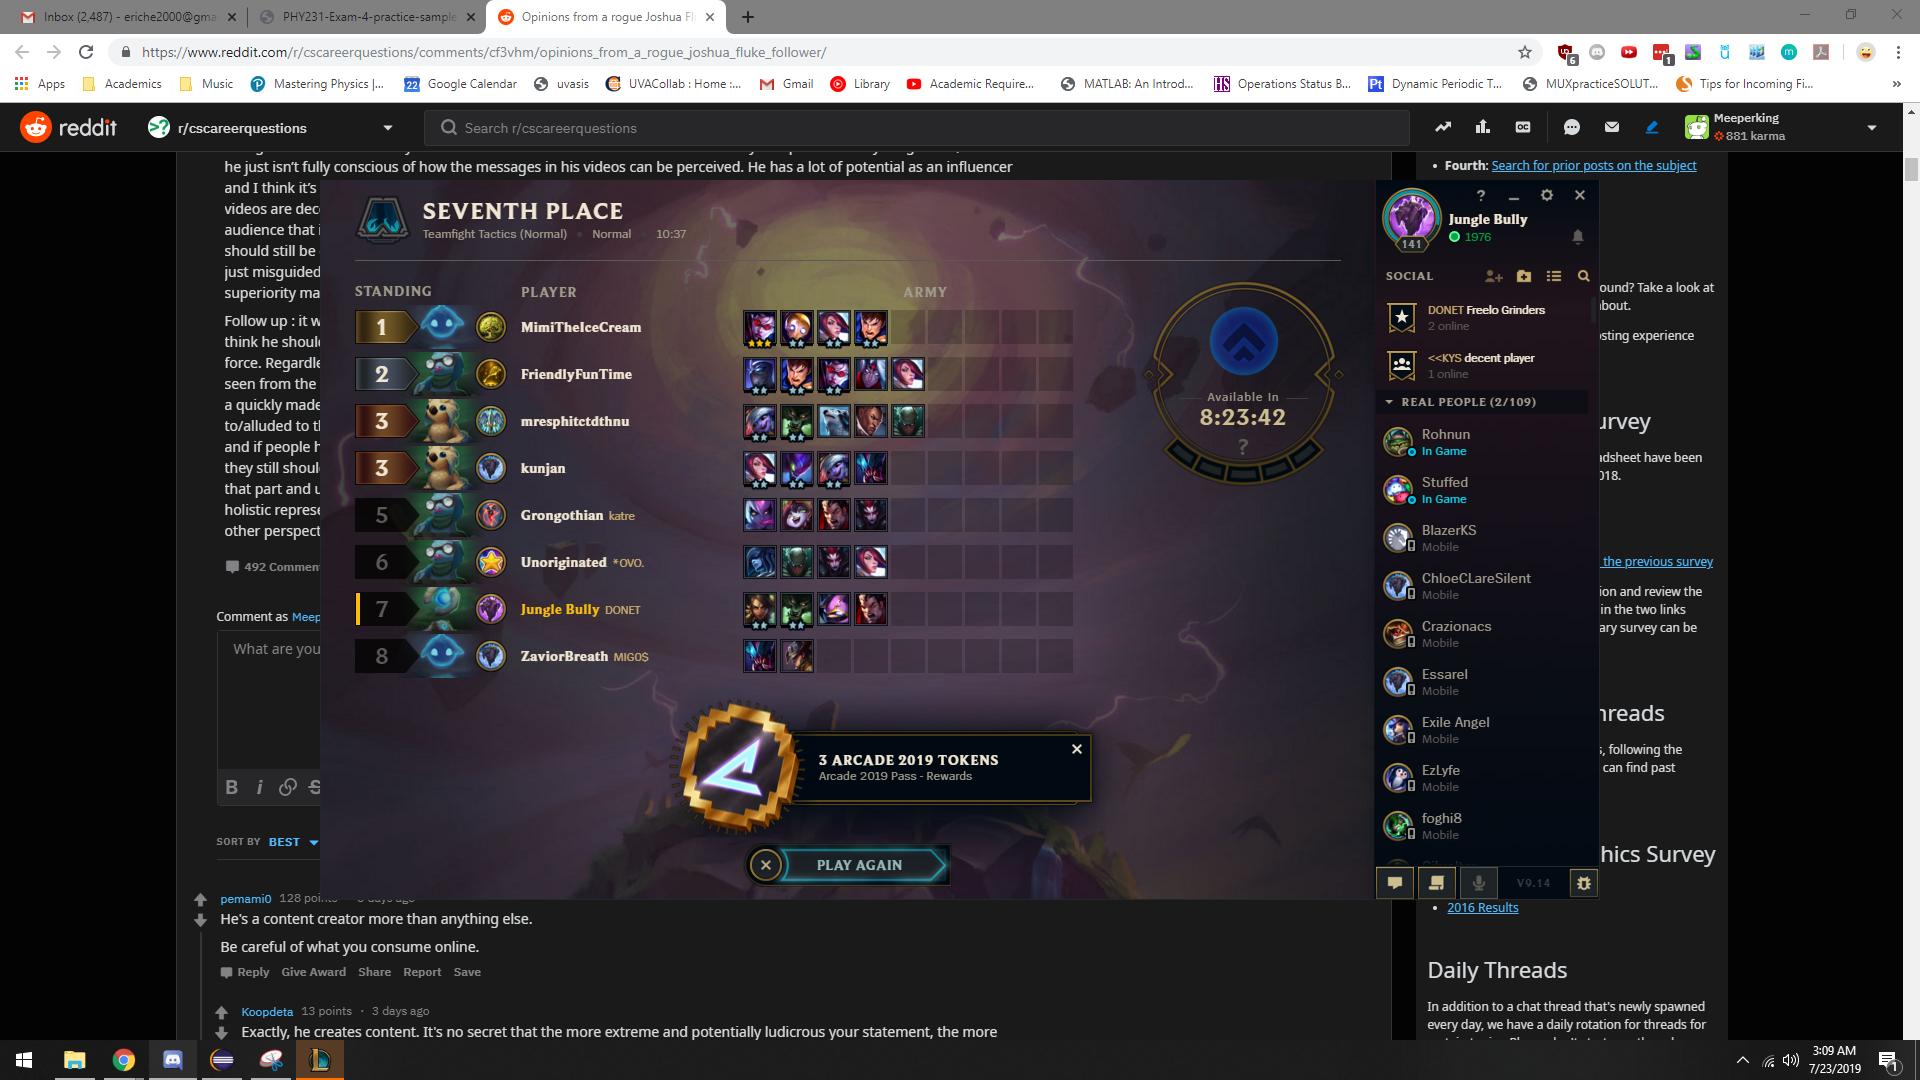 Inbox (2,487) - eriche2000@gma
PHY231-Exam-4-practice-sample
Opinions from a rogue Joshua Fl
https://www.reddit.com/r/cscareerquestions/comments/cf3vhm/opinions_from_a_rogue_joshua_fluke_follower/
6
1
Apps
Academics
Music
Mastering Physics |...
22
Google Calendar
uvasis
UVACollab : Home :...
Gmail
Library
Academic Require...
MATLAB: An Introd...
HS
Operations Status B...
Pt
Dynamic Periodic T...
MUXpracticeSOLUT...
Tips for Incoming Fi...
»
reddit
r/cscareerquestions
Search r/cscareerquestions
Meeperking
881 karma
he just isn't fully conscious of how the messages in his videos can be perceived. He has a lot of potential as an influencer
and I think it's
videos are dec
audience that i
should still be
just misguided
superiority ma
Follow up : it w
think he shoul
force. Regardle
seen from the
a quickly made
to/alluded to t
and if people h
they still shoul
that part and u
holistic represe
other perspect
492 Commen
Comment as Meep
What are you
B i S
SORT BY BEST
SEVENTH PLACE
Teamfight Tactics (Normal) • Normal • 10:37
STANDING PLAYER ARMY
1 MimiTheIceCream
2 FriendlyFunTime
3 mresphitctdthnu
3 kunjan
5 Grongothian katre
6 Unoriginated *OVO.
7 Jungle Bully DONET
8 ZaviorBreath MIGO$
Available In
8:23:42
?
3 ARCADE 2019 TOKENS
Arcade 2019 Pass - Rewards
PLAY AGAIN
?
141
Jungle Bully
1976
SOCIAL
DONET Freelo Grinders
2 online
<<KYS decent player
1 online
REAL PEOPLE (2/109)
Rohnun
In Game
Stuffed
In Game
BlazerKS
Mobile
ChloeCLareSilent
Mobile
Crazionacs
Mobile
Essarel
Mobile
Exile Angel
Mobile
EzLyfe
Mobile
foghi8
Mobile
V9.14
pemami0 128 points
He's a content creator more than anything else.
Be careful of what you consume online.
Reply Give Award Share Report Save
Koopdeta 13 points · 3 days ago
Exactly, he creates content. It's no secret that the more extreme and potentially ludicrous your statement, the more
• Fourth: Search for prior posts on the subject
ound? Take a look at
bout.
sting experience
urvey
adsheet have been
018.
the previous survey
ion and review the
in the two links
ary survey can be
hreads
s, following the
can find past
hics Survey
• 2016 Results
Daily Threads
In addition to a chat thread that's newly spawned
every day, we have a daily rotation for threads for
3:09 AM
7/23/2019
1